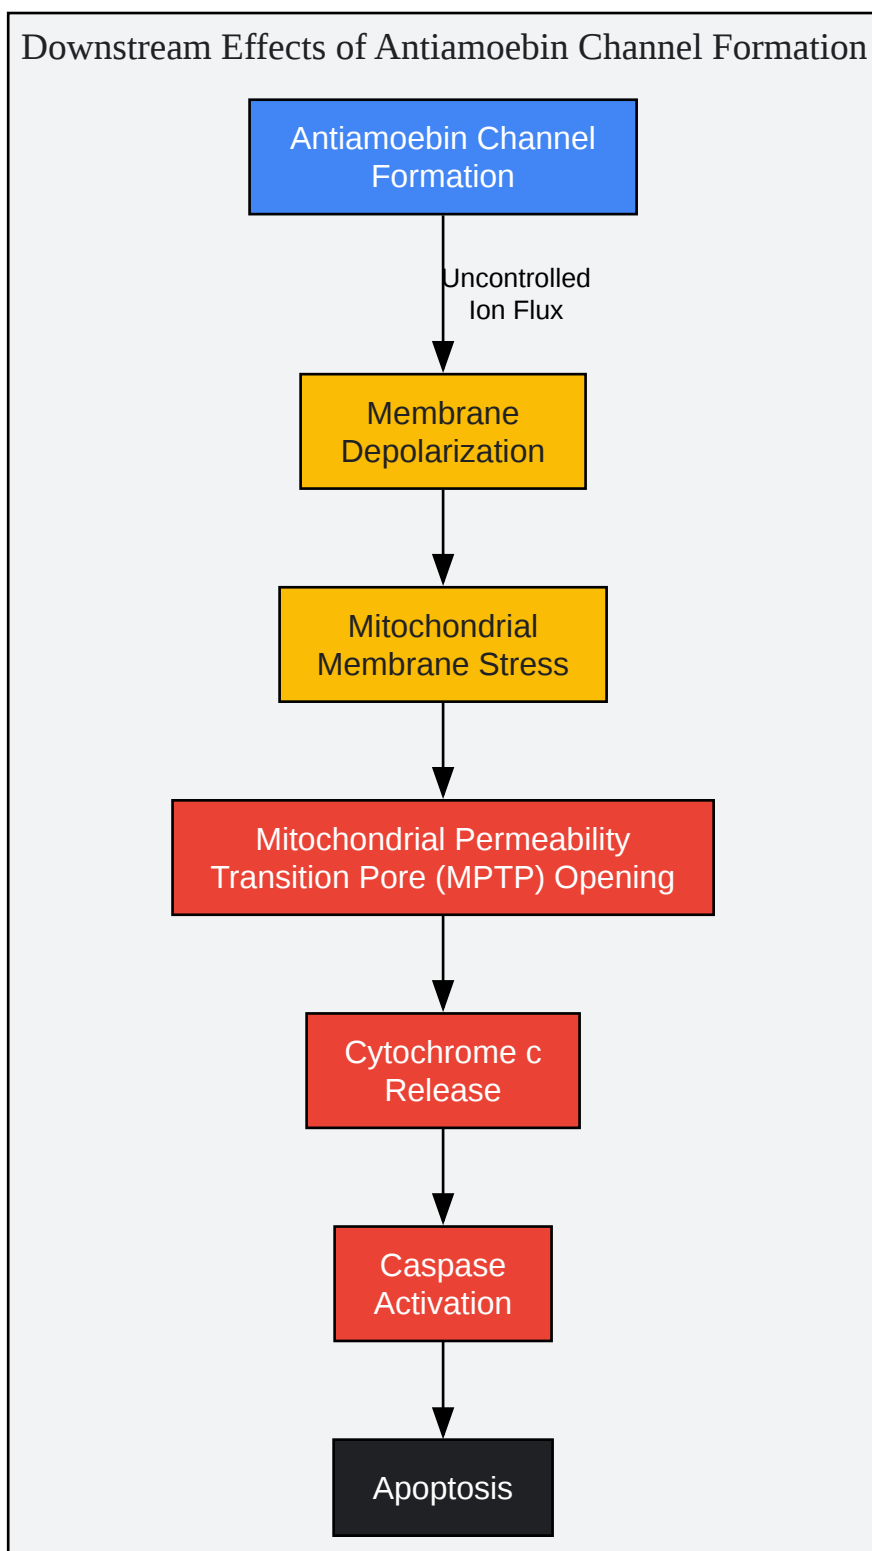 Downstream Effects of Antiamoebin Channel Formation
Antiamoebin Channel
Formation
Uncontrolled
Ion Flux
Membrane
Depolarization
Mitochondrial
Membrane Stress
Mitochondrial Permeability
Transition Pore (MPTP) Opening
Cytochrome c
Release
Caspase
Activation
Apoptosis